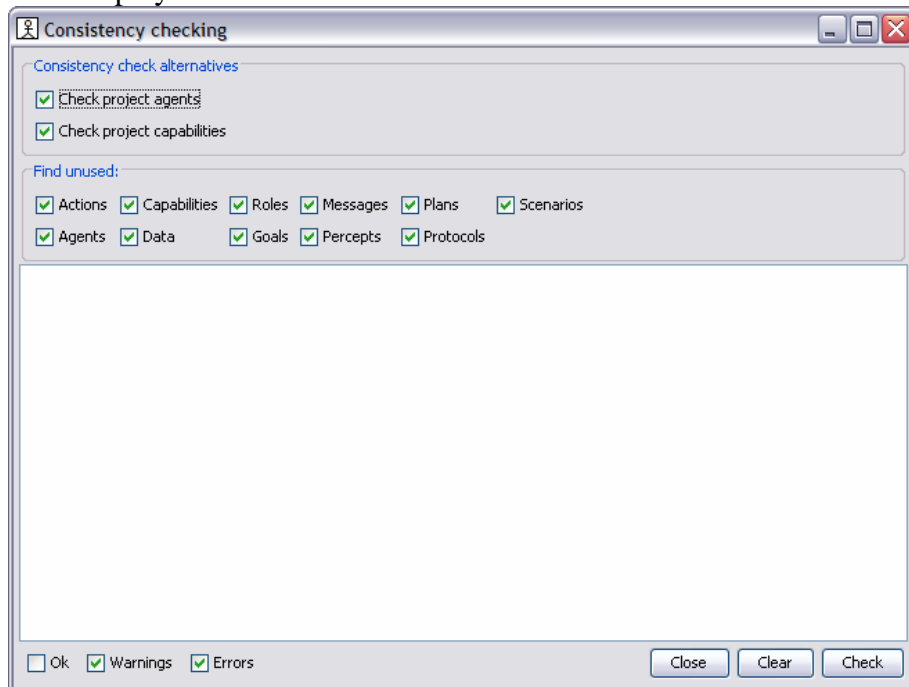 Consistency checking
Consistency check alternatives
Check project agents
Check project capabilities
Find unused:
Actions Capabilities Roles Messages Plans Scenarios
Agents Data Goals Percepts Protocols
Ok Warnings Errors Close Clear Check